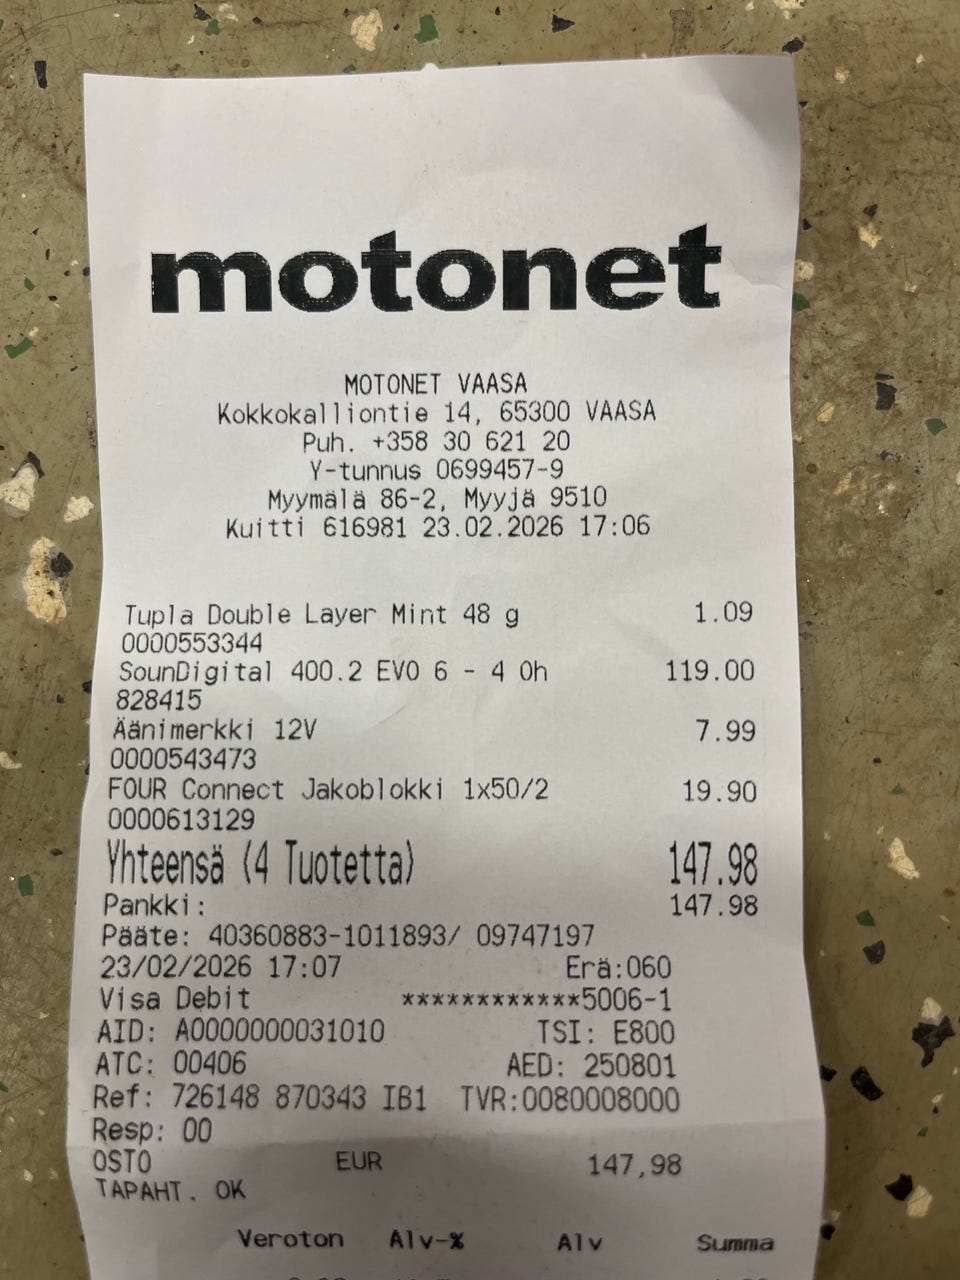 motonet
MOTONET VAASA
Kokkokalliontie 14, 65300 VAASA
Puh. +358 30 621 20
Y-tunnus 0699457-9
Myymälä 86-2, Myyjä 9510
Kuitti 616981 23.02.2026 17:06
Tupla Double Layer Mint 48 g 1.09
0000553344
SounDigital 400.2 EVO 6 - 4 Oh 119.00
828415
Äänimerkki 12V 7.99
0000543473
FOUR Connect Jakoblokki 1x50/2 19.90
0000613129
Yhteensä (4 Tuotetta) 147.98
Pankki: 147.98
Pääte: 40360883-1011893/ 09747197
23/02/2026 17:07 Erä:060
Visa Debit ************5006-1
AID: A0000000031010 TSI: E800
ATC: 00406 AED: 250801
Ref: 726148 870343 IB1 TVR:0080008000
Resp: 00
OSTO EUR 147,98
TAPAHT. OK
Veroton Alv-% Alv Summa